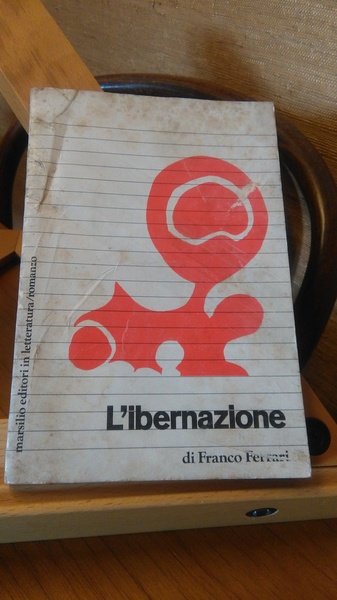 marsilio editori in letteratura/romanzo
L'ibernazione
di Franco Ferrari